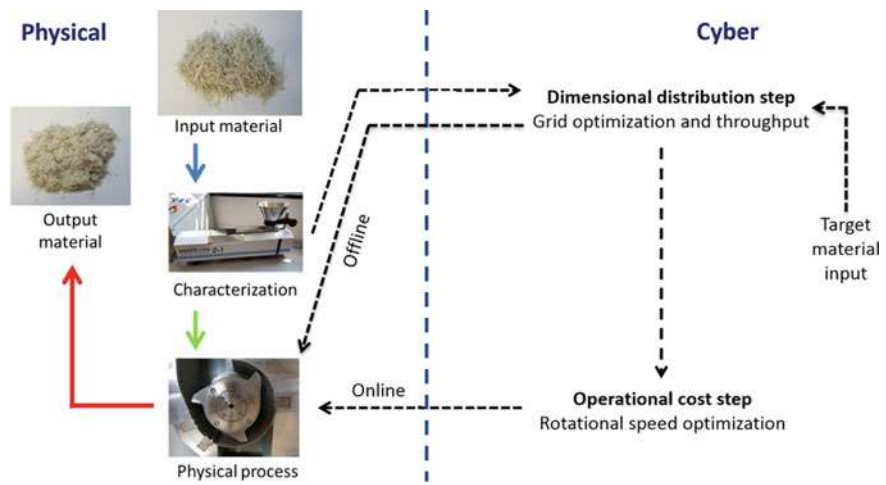 Physical
Cyber
Input material
Output
material
Characterization
Physical process
Dimensional distribution step
Grid optimization and throughput
Target
material
input
Offline
Online
Operational cost step
Rotational speed optimization